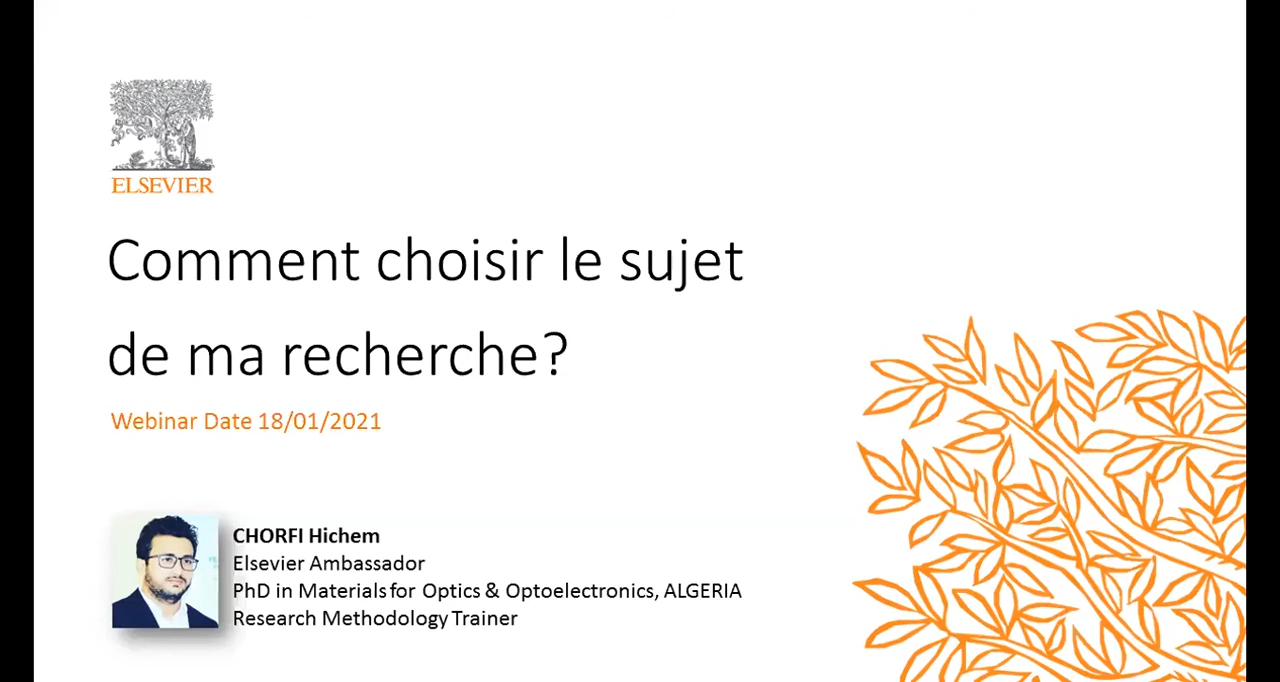 ELSEVIER
Comment choisir le sujet
de ma recherche?
Webinar Date 18/01/2021
CHORFI Hichem
Elsevier Ambassador
PhD in Materials for Optics & Optoelectronics, ALGERIA
Research Methodology Trainer